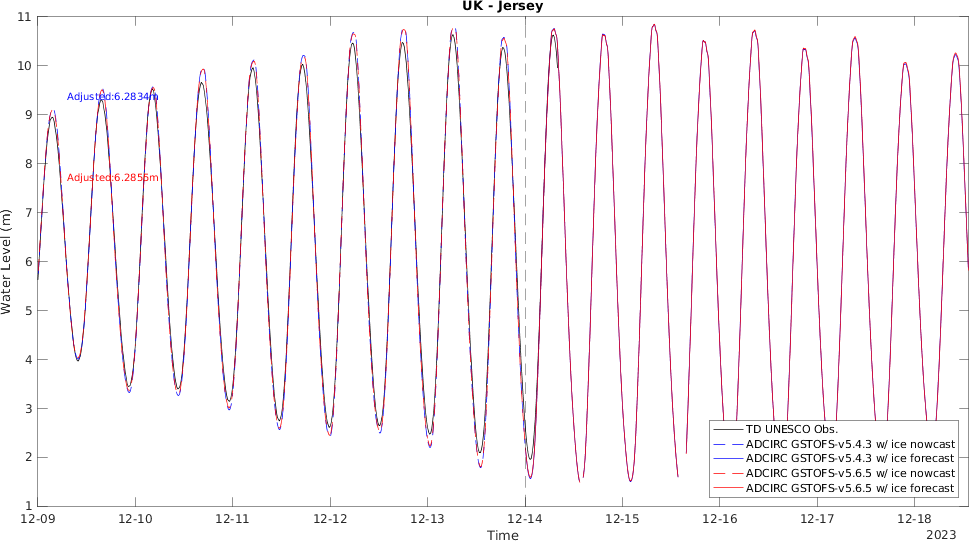 UK - Jersey
11
10
9
8
7
6
5
4
3
2
1
Water Level (m)
Adjusted:6.2834m
Adjusted:6.2855m
TD UNESCO Obs.
ADCIRC GSTOFS-v5.4.3 w/ ice nowcast
ADCIRC GSTOFS-v5.4.3 w/ ice forecast
ADCIRC GSTOFS-v5.6.5 w/ ice nowcast
ADCIRC GSTOFS-v5.6.5 w/ ice forecast
12-09 12-10 12-11 12-12 12-13 12-14 12-15 12-16 12-17 12-18
Time
2023